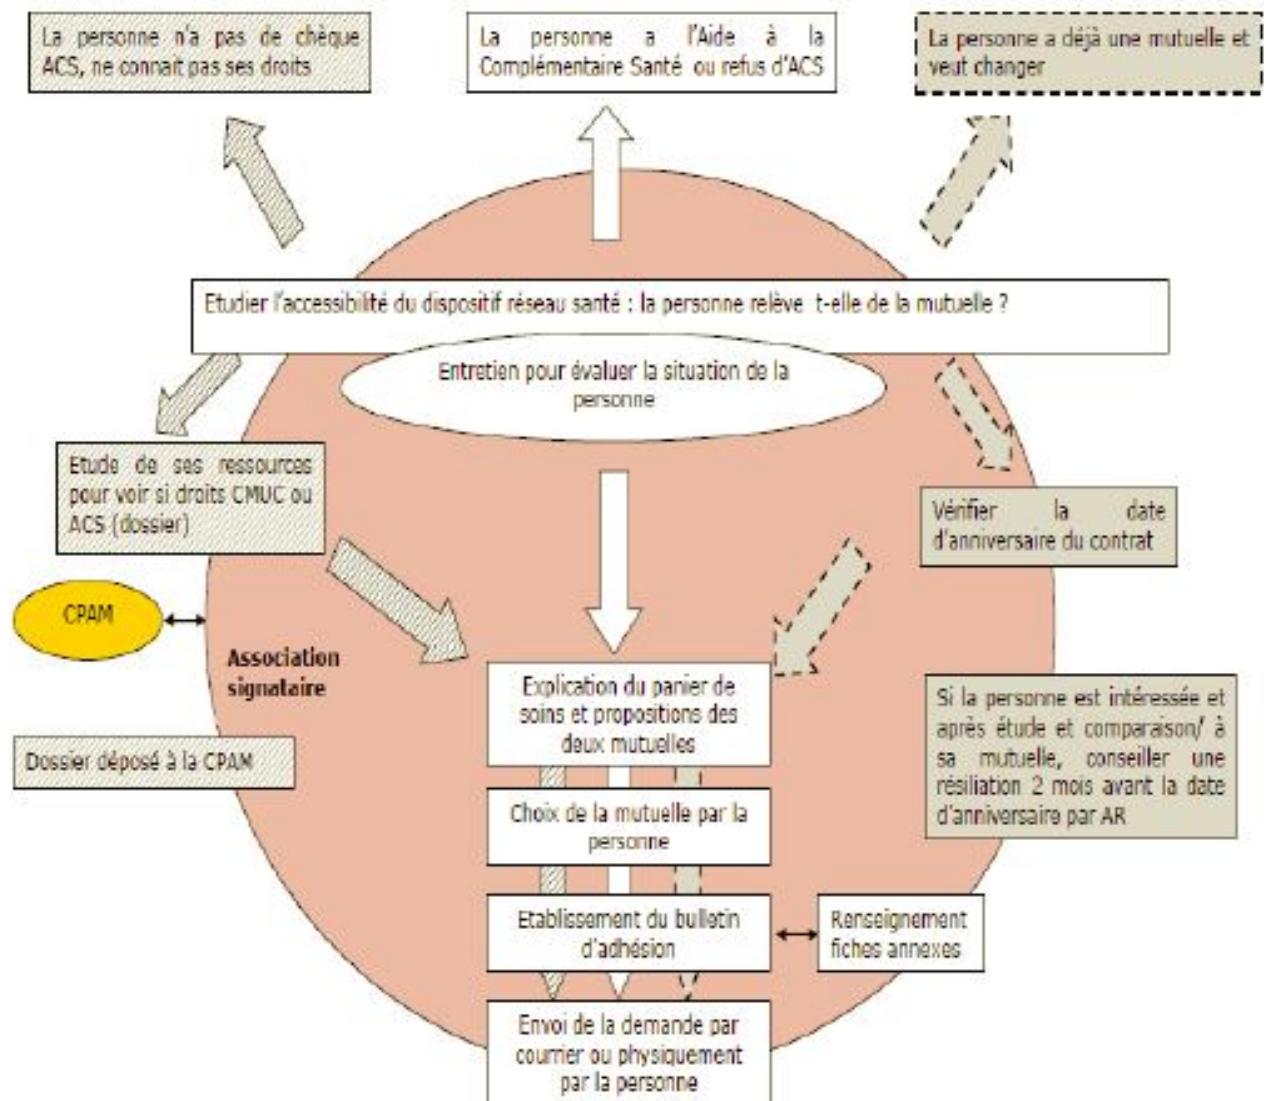 La personne n'a pas de chèque
ACS, ne connait pas ses droits
La personne a l'Aide à la
Complémentaire Santé ou refus d'ACS
La personne a déjà une mutuelle et
veut changer
Etudier l'accessibilité du dispositif réseau santé : la personne relève t-elle de la mutuelle ?
Entretien pour évaluer la situation de la
personne
Etude de ses ressources
pour voir si droits CMUC ou
ACS (dossier)
Vérifier la date
d'anniversaire du contrat
CPAM
Association
signataire
Explication du panier de
soins et propositions des
deux mutuelles
Si la personne est intéressée et
après étude et comparaison/ à
sa mutuelle, conseiller une
résiliation 2 mois avant la date
d'anniversaire par AR
Dossier déposé à la CPAM
Choix de la mutuelle par la
personne
Etablissement du bulletin
d'adhésion
Renseignement
fiches annexes
Envoi de la demande par
courrier ou physiquement
par la personne